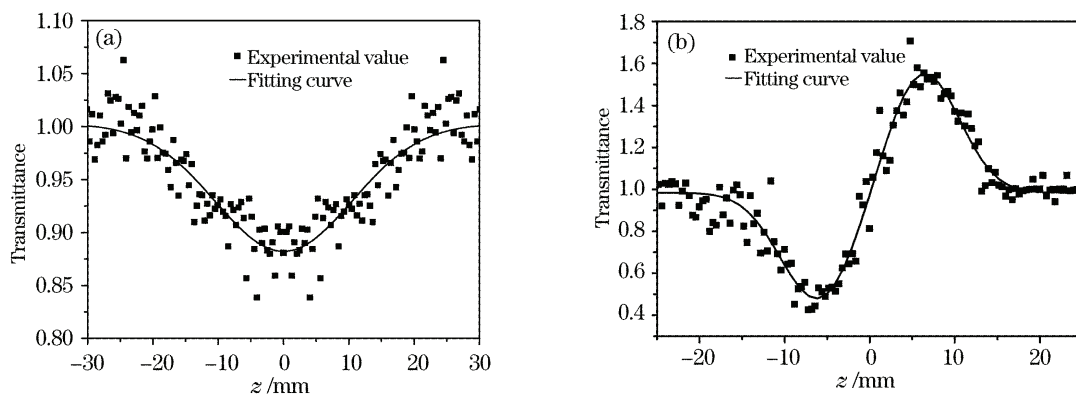 (a)
■ Experimental value
— Fitting curve
Transmittance
1.10
1.05
1.00
0.95
0.90
0.85
0.80
−30 −20 −10 0 10 20 30
z /mm
(b)
■ Experimental value
— Fitting curve
Transmittance
1.8
1.6
1.4
1.2
1.0
0.8
0.6
0.4
−20 −10 0 10 20
z /mm